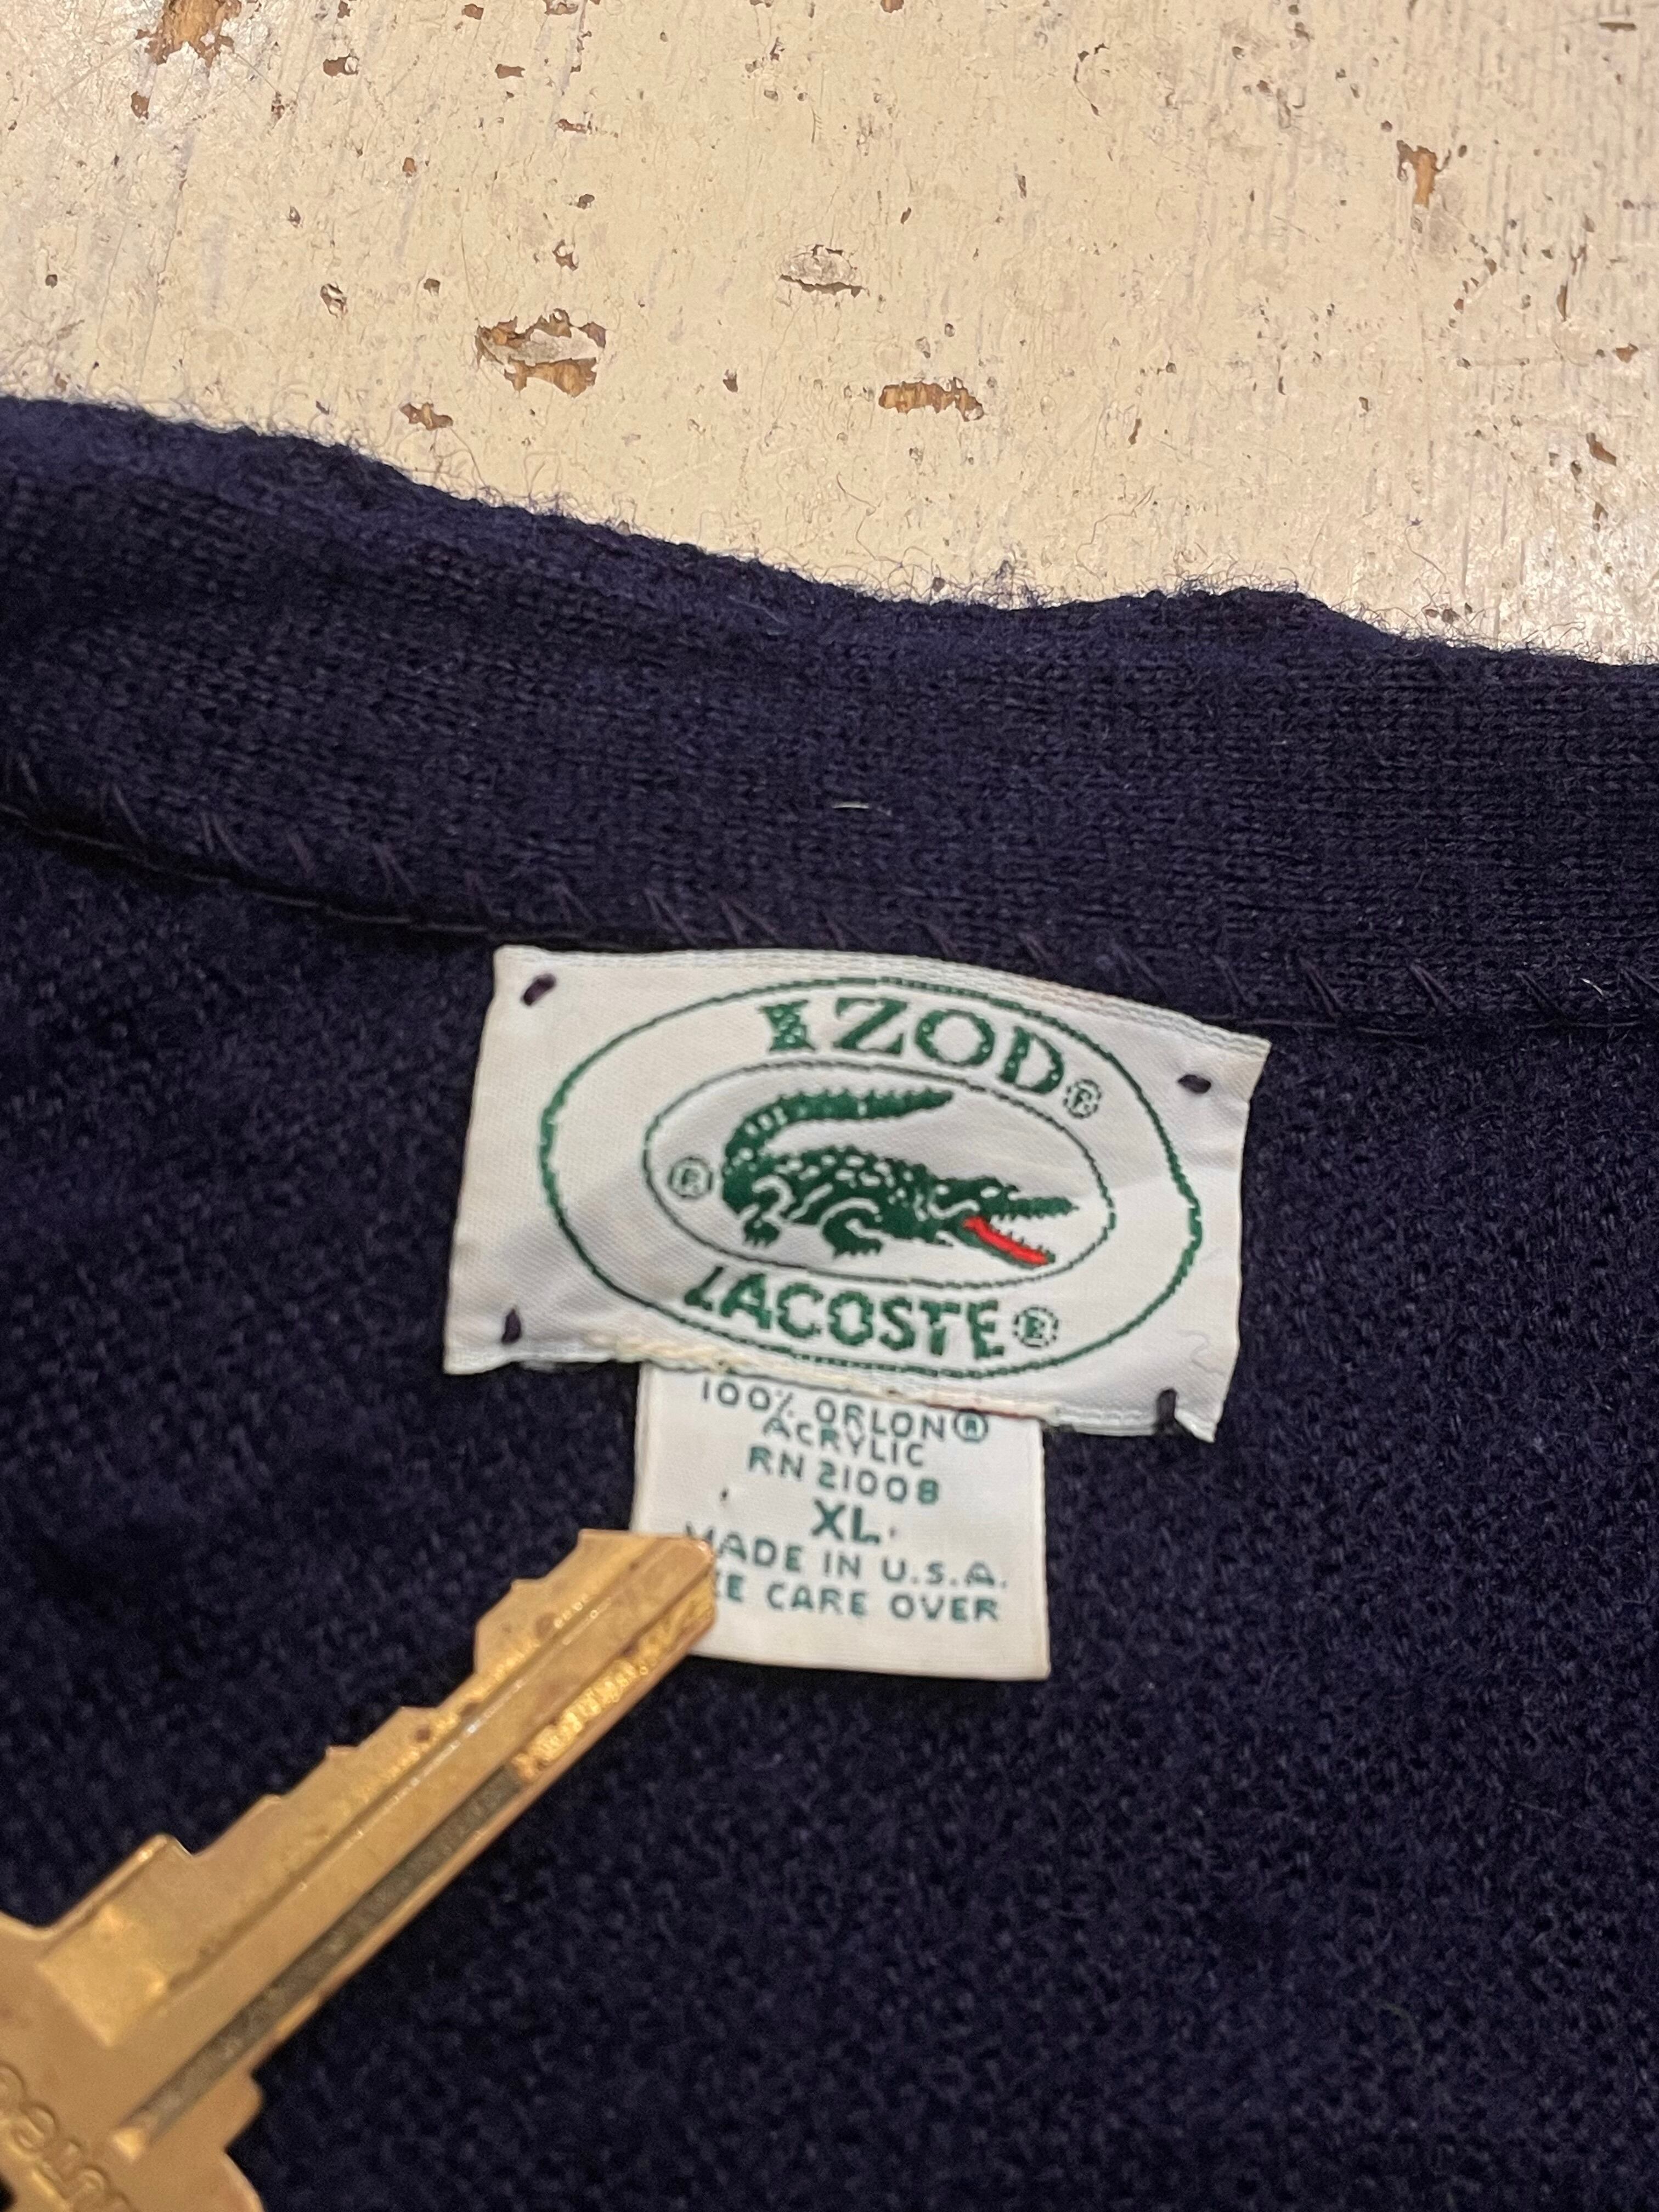 IZOD®
®
LACOSTE®
100% ORLON®
ACRYLIC
RN 21008
XL
MADE IN U.S.A.
CARE OVER